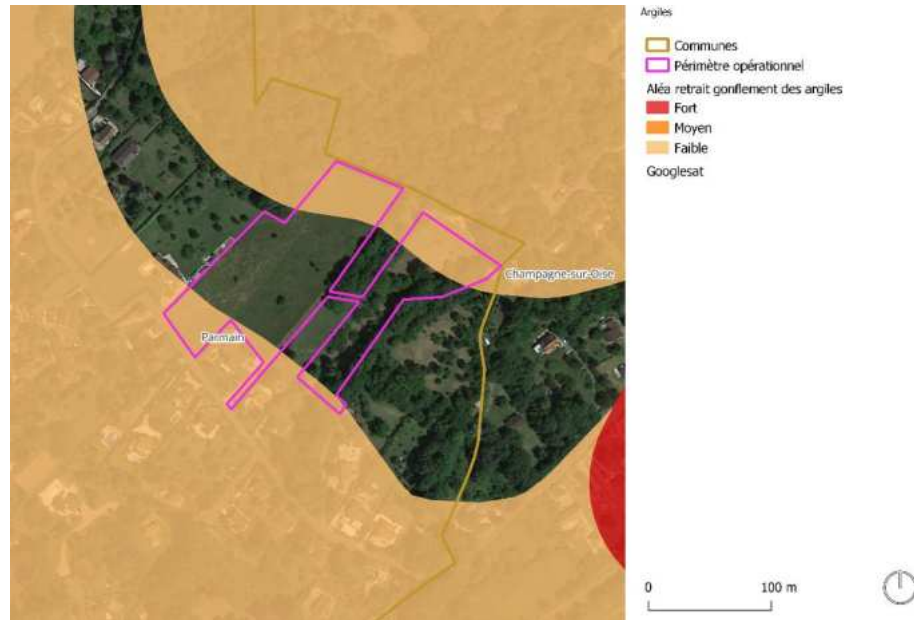 Argiles
Communes
Périmètre opérationnel
Aléa retrait gonflement des argiles
Fort
Moyen
Faible
Googlesat
Champagne-sur-Oise
Parmain
0 100 m